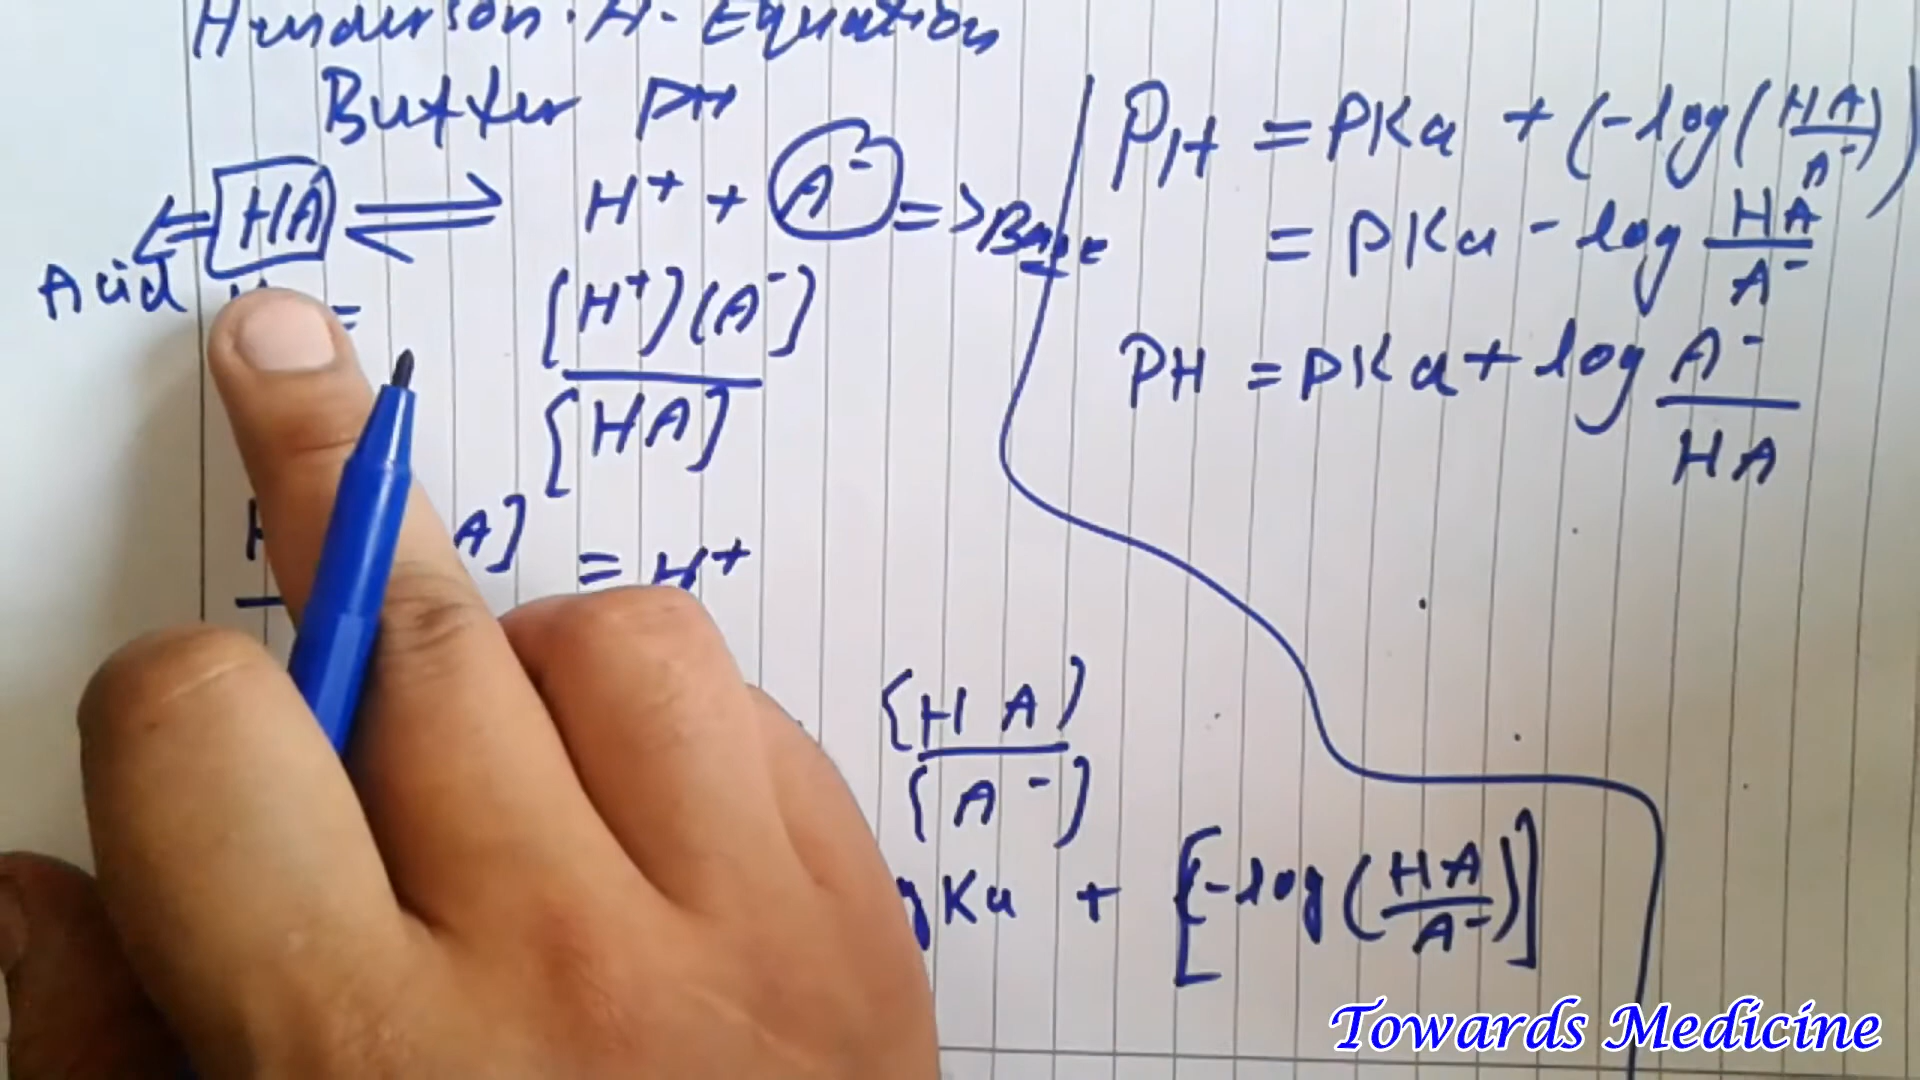 Henderson. H. Equation
Buffer PH
HA ⇌ H⁺ + A⁻ => Base
Acid
=
[H⁺](A⁻]
[HA]
A]
= H⁺
{HA)
{A⁻]
Ka + [-log(HA/A⁻)]
PH = PKa + (-log(HA/A⁻))
= PKa - log HA/A⁻
PH = PKa + log A⁻/HA
Towards Medicine